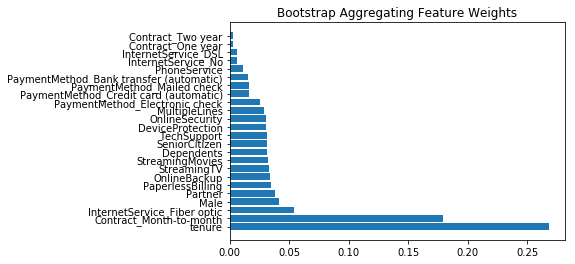 Bootstrap Aggregating Feature Weights
Contract_Two year
Contract_One year
InternetService_DSL
InternetService_No
PhoneService
PaymentMethod_Bank transfer (automatic)
PaymentMethod_Mailed check
PaymentMethod_Credit card (automatic)
PaymentMethod_Electronic check
MultipleLines
OnlineSecurity
DeviceProtection
TechSupport
SeniorCitizen
Dependents
StreamingMovies
StreamingTV
OnlineBackup
PaperlessBilling
Partner
Male
InternetService_Fiber optic
Contract_Month-to-month
tenure
0.00 0.05 0.10 0.15 0.20 0.25